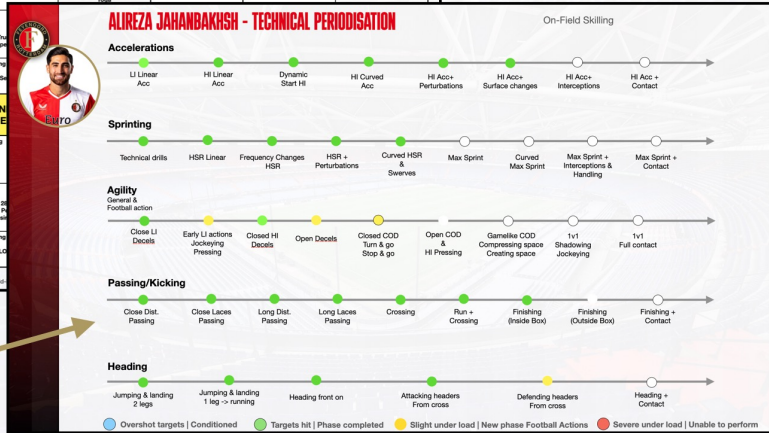 ALIREZA JAHANBAKHSH - TECHNICAL PERIODISATION
On-Field Skilling
Accelerations
LI Linear
Acc
HI Linear
Acc
Dynamic
Start HI
HI Curved
Acc
HI Acc+
Perturbations
HI Acc+
Surface changes
HI Acc+
Interceptions
HI Acc +
Contact
Euro
Sprinting
Technical drills
HSR Linear
Frequency Changes
HSR
HSR +
Perturbations
Curved HSR
&
Swerves
Max Sprint
Curved
Max Sprint
Max Sprint +
Interceptions &
Handling
Max Sprint +
Contact
Agility
General &
Football action
Close LI
Decels
Early LI actions
Jockeying
Pressing
Closed HI
Decels
Open Decels
Closed COD
Turn & go
Stop & go
Open COD
&
HI Pressing
Gamelike COD
Compressing space
Creating space
1v1
Shadowing
Jockeying
1v1
Full contact
Passing/Kicking
Close Dist.
Passing
Close Laces
Passing
Long Dist.
Passing
Long Laces
Passing
Crossing
Run +
Crossing
Finishing
(Inside Box)
Finishing
(Outside Box)
Finishing +
Contact
Heading
Jumping & landing
2 legs
Jumping & landing
1 leg -> running
Heading front on
Attacking headers
From cross
Defending headers
From cross
Heading +
Contact
Overshot targets | Conditioned
Targets hit | Phase completed
Slight under load | New phase Football Actions
Severe under load | Unable to perform